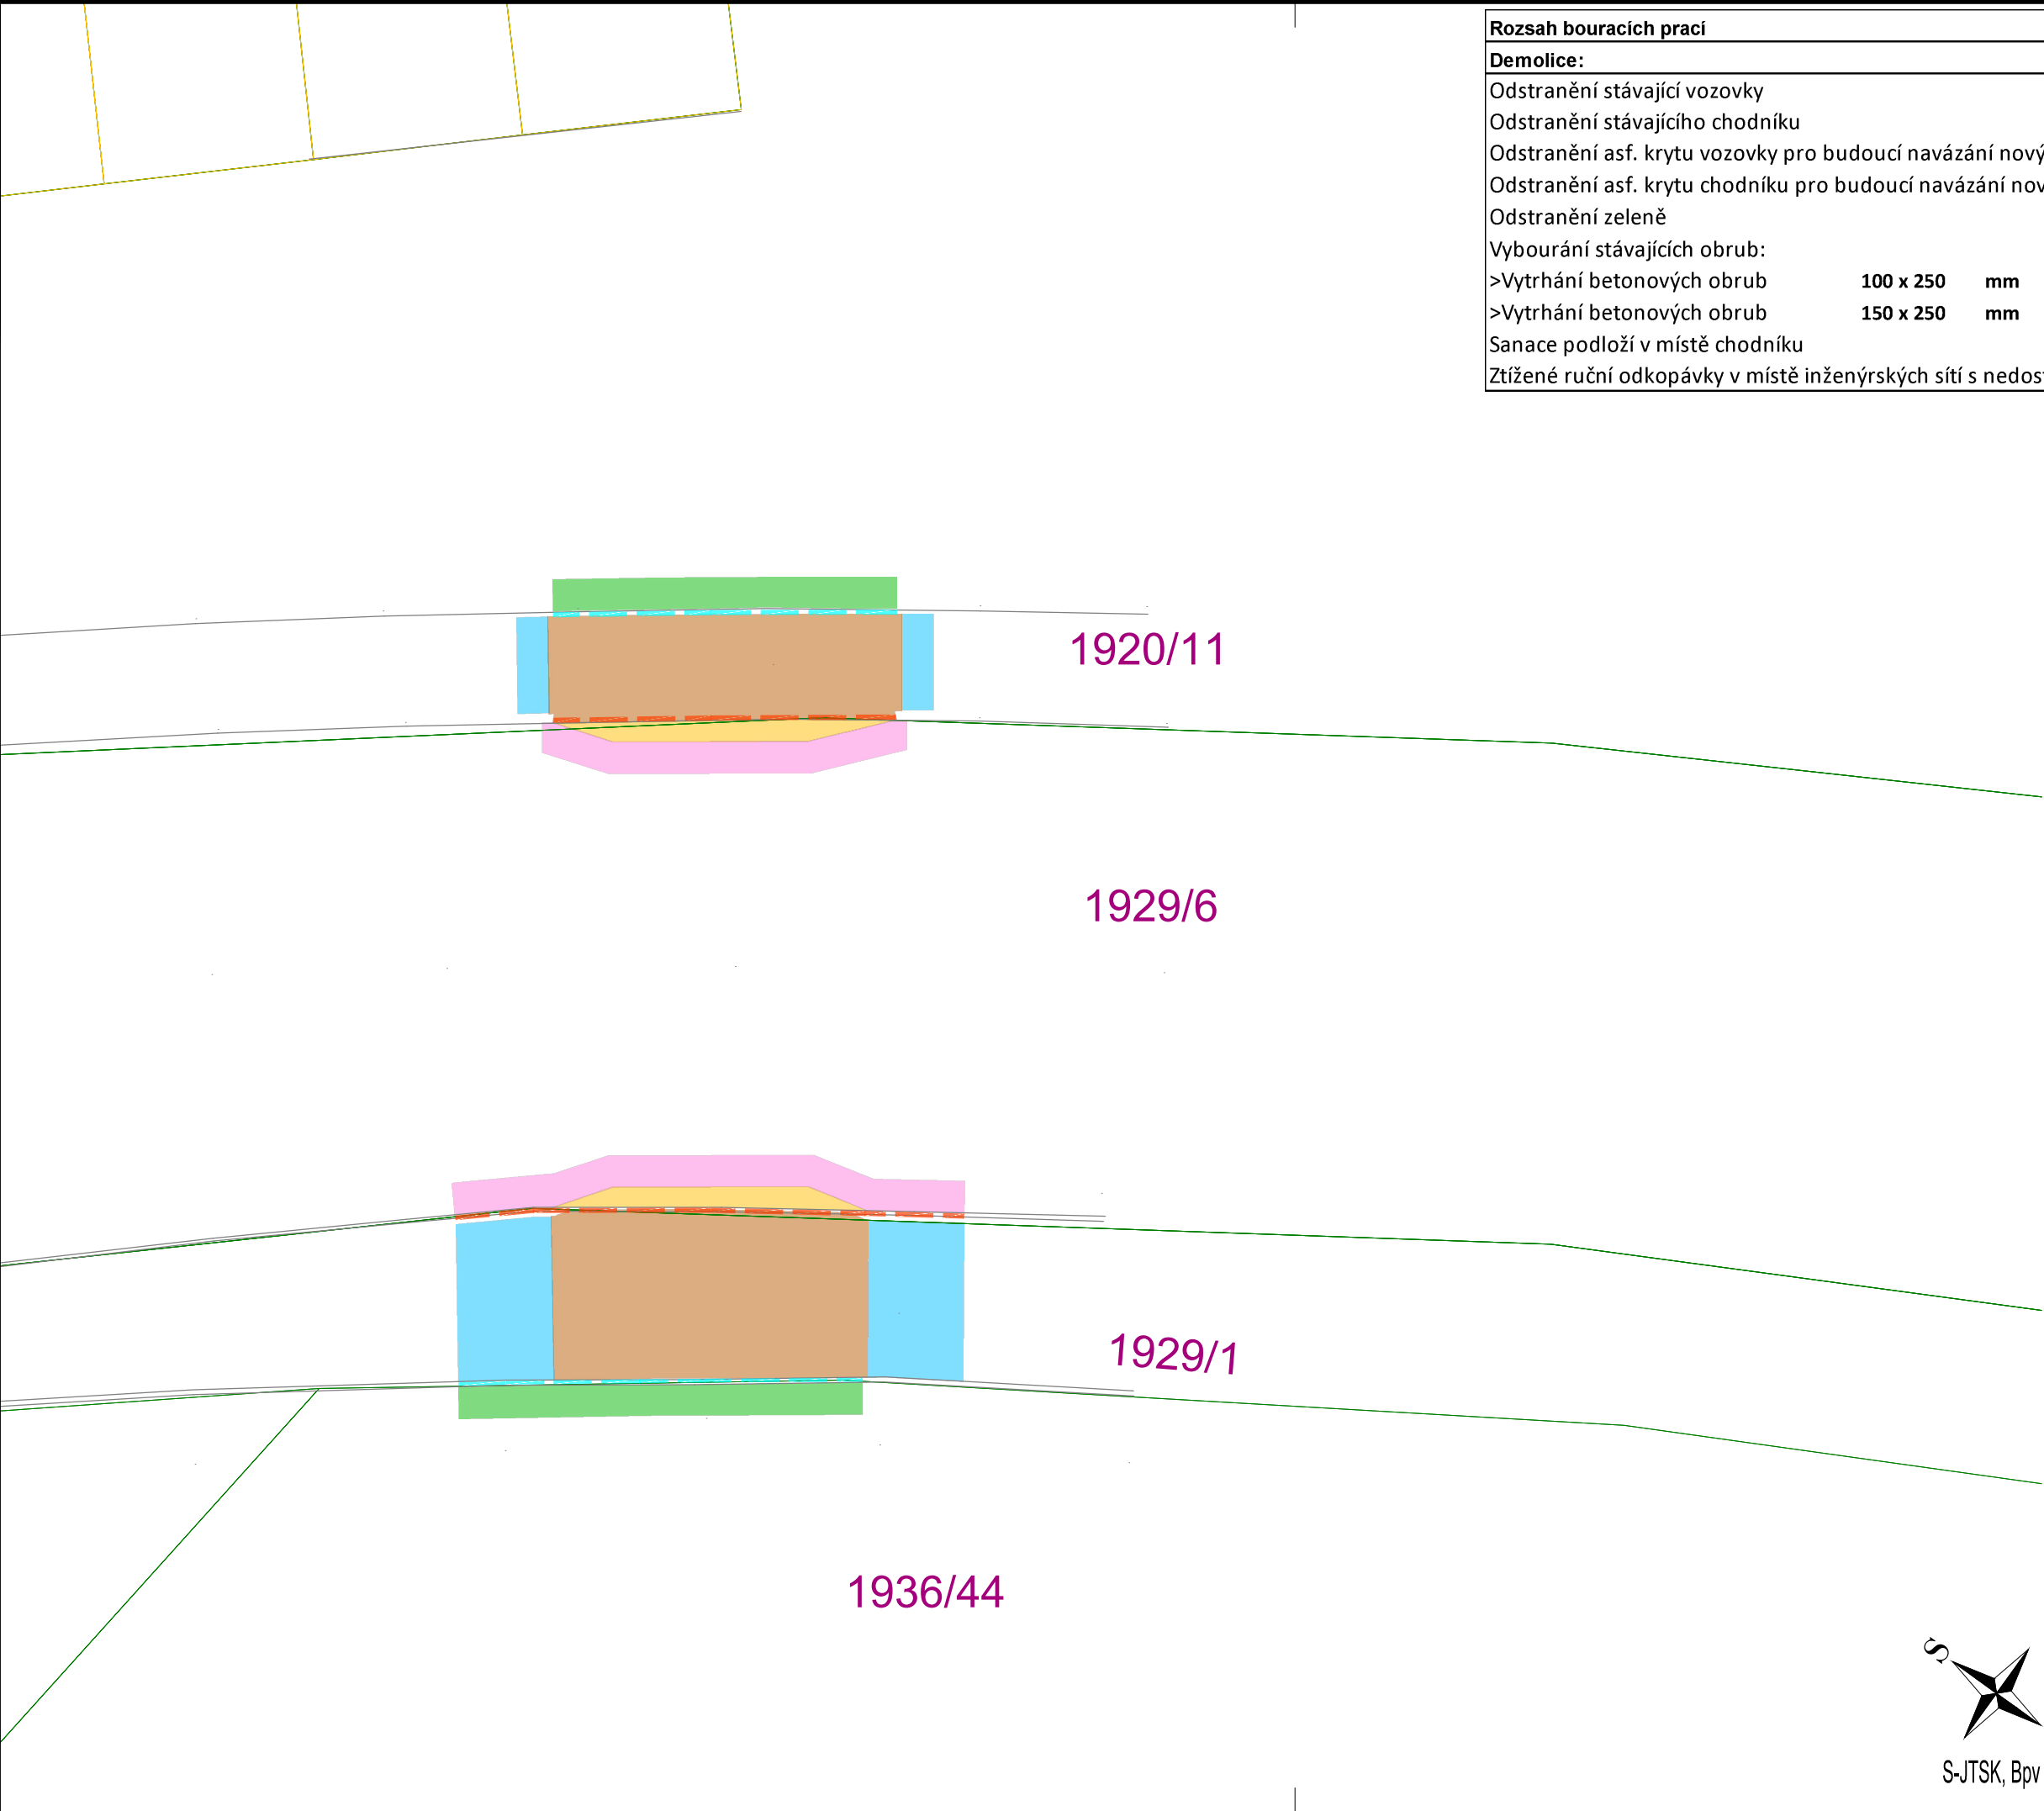 Rozsah bouracích prací
Demolice:
Odstranění stávající vozovky
Odstranění stávajícího chodníku
Odstranění asf. krytu vozovky pro budoucí navázání nový
Odstranění asf. krytu chodníku pro budoucí navázání nov
Odstranění zeleně
Vybourání stávajících obrub:
>Vytrhání betonových obrub 100 x 250 mm
>Vytrhání betonových obrub 150 x 250 mm
Sanace podloží v místě chodníku
Ztížené ruční odkopávky v místě inženýrských sítí s nedos
1920/11
1929/6
1929/1
1936/44
S
S-JTSK, Bpv